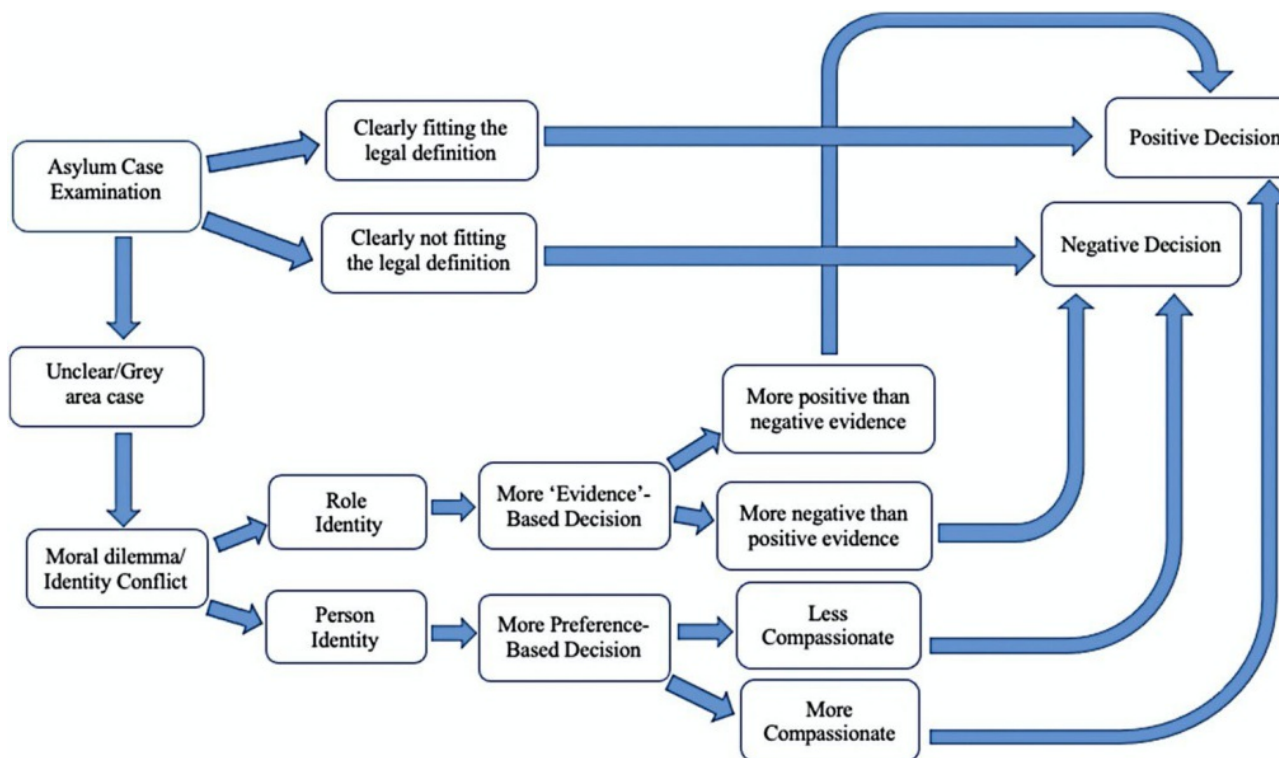 Clearly fitting the
legal definition
Positive Decision
Asylum Case
Examination
Clearly not fitting
the legal definition
Negative Decision
Unclear/Grey
area case
More positive than
negative evidence
Role
Identity
More ‘Evidence’-
Based Decision
More negative than
positive evidence
Moral dilemma/
Identity Conflict
Person
Identity
More Preference-
Based Decision
Less
Compassionate
More
Compassionate